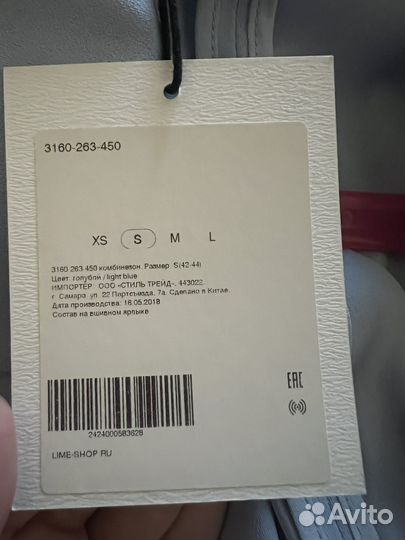 3160-263-450
XS S M L
3160-263-450 комбинезон. Размер: S(42-44)
Цвет: голубой / light blue
ИМПОРТЕР: ООО «СТИЛЬ ТРЕЙД», 443022,
г. Самара, ул. 22 Партсъезда, 7а. Сделано в Китае.
Дата производства: 16.05.2018
Состав на вшивном ярлыке
2424000583628
EAC
LIME-SHOP.RU
Avito